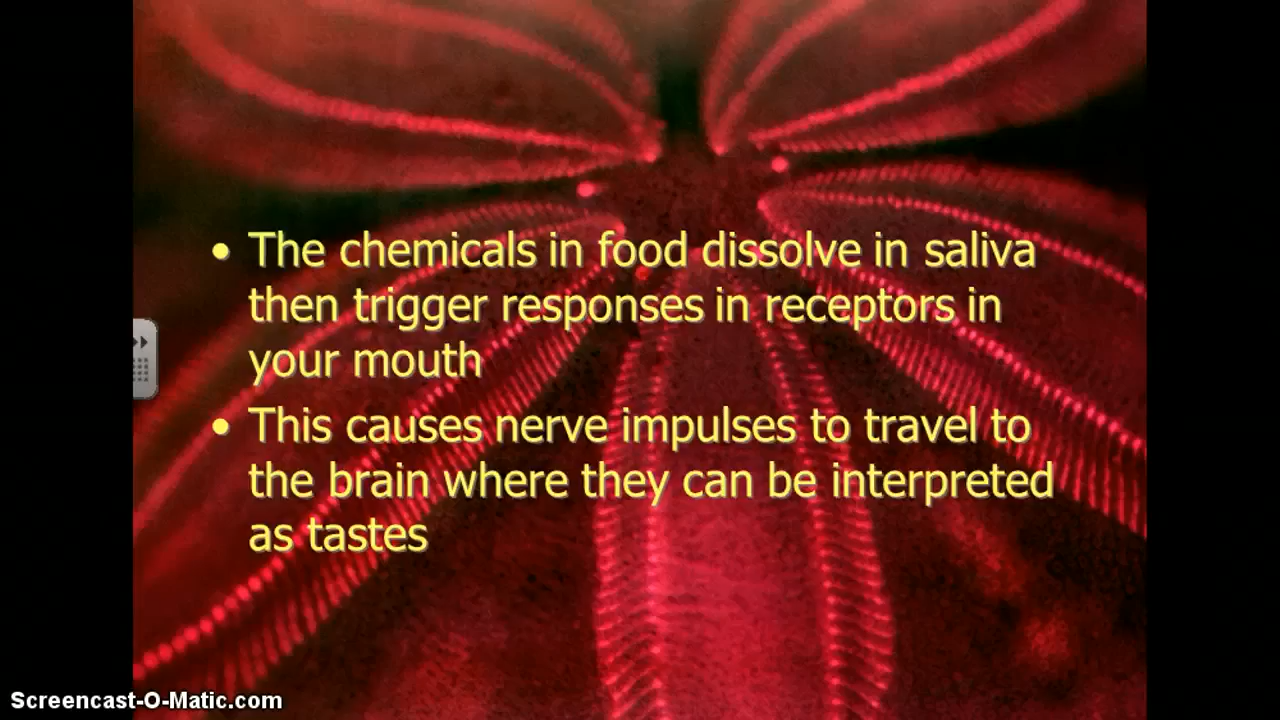 • The chemicals in food dissolve in saliva
then trigger responses in receptors in
your mouth
• This causes nerve impulses to travel to
the brain where they can be interpreted
as tastes
Screencast-O-Matic.com